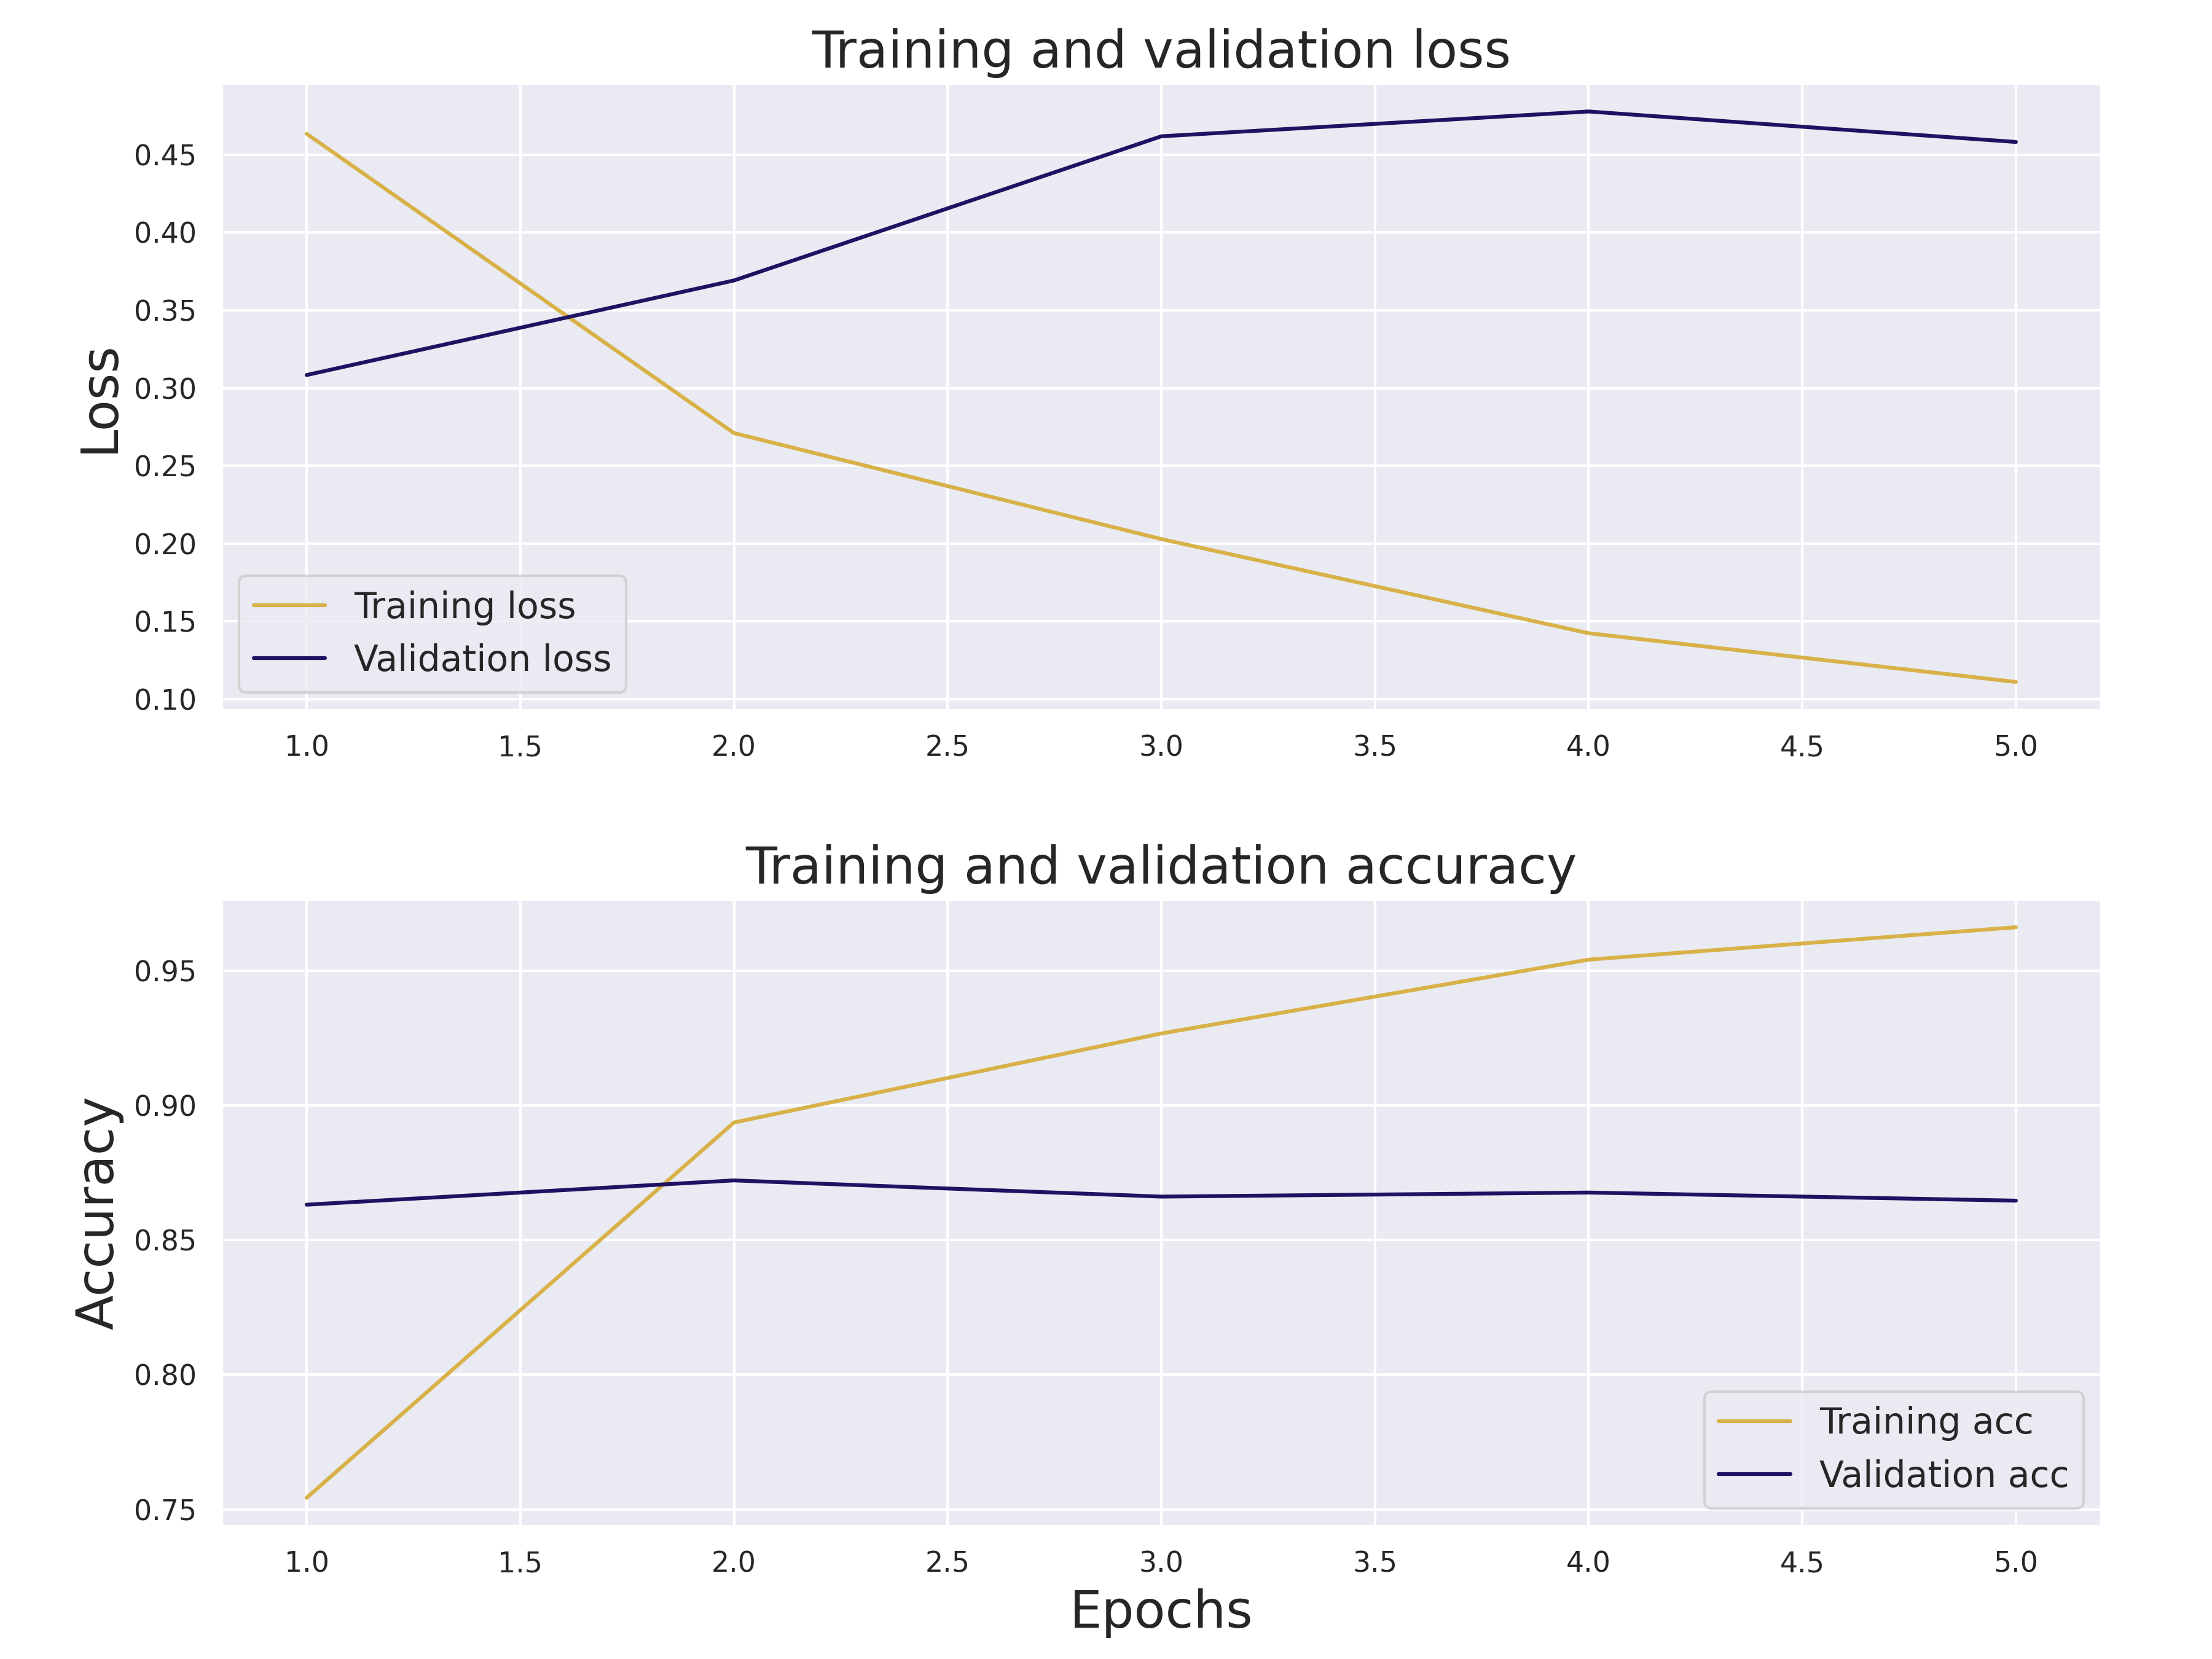 Training and validation loss
Loss
0.45
0.40
0.35
0.30
0.25
0.20
0.15
0.10
Training loss
Validation loss
1.0 1.5 2.0 2.5 3.0 3.5 4.0 4.5 5.0
Training and validation accuracy
Accuracy
0.95
0.90
0.85
0.80
0.75
Training acc
Validation acc
1.0 1.5 2.0 2.5 3.0 3.5 4.0 4.5 5.0
Epochs